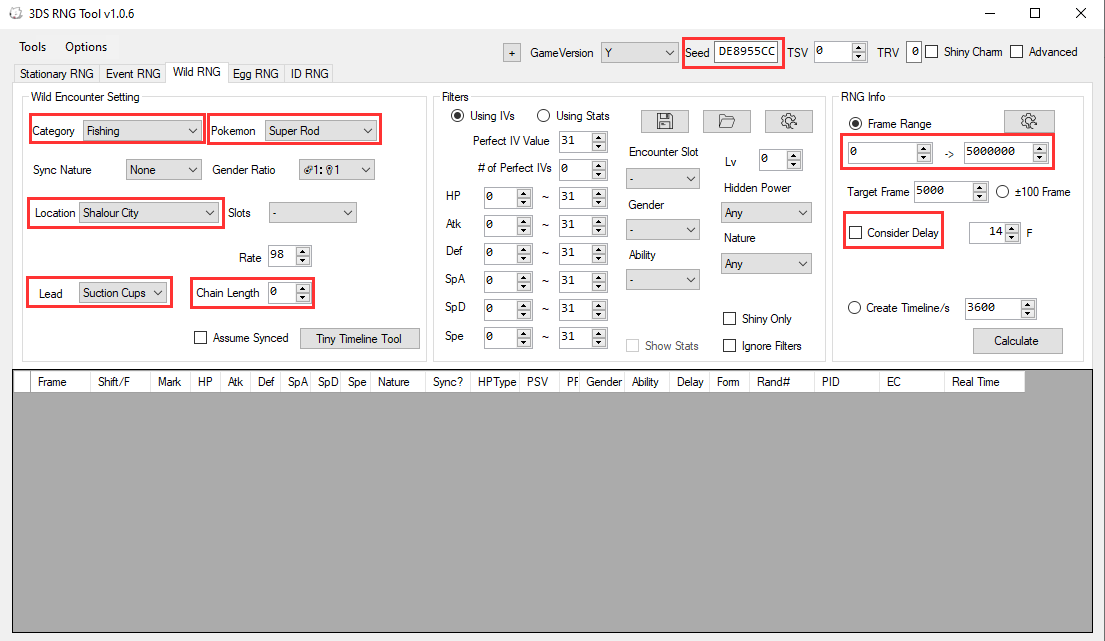 3DS RNG Tool v1.0.6
Tools Options
+ GameVersion Y Seed DE8955CC TSV 0 TRV 0 Shiny Charm Advanced
Stationary RNG Event RNG Wild RNG Egg RNG ID RNG
Wild Encounter Setting
Category Fishing Pokemon Super Rod
Sync Nature None Gender Ratio ♂1: ♀1
Location Shalour City Slots -
Rate 98
Lead Suction Cups Chain Length 0
Assume Synced Tiny Timeline Tool
Filters
Using IVs Using Stats
Perfect IV Value 31
# of Perfect IVs 0
HP 0 ~ 31
Atk 0 ~ 31
Def 0 ~ 31
SpA 0 ~ 31
SpD 0 ~ 31
Spe 0 ~ 31
Encounter Slot
-
Gender
-
Ability
-
Show Stats
Lv 0
Hidden Power
Any
Nature
Any
Shiny Only
Ignore Filters
RNG Info
Frame Range
0 -> 5000000
Target Frame 5000 ±100 Frame
Consider Delay 14 F
Create Timeline/s 3600
Calculate
Frame Shift/F Mark HP Atk Def SpA SpD Spe Nature Sync? HPType PSV Gender Ability Delay Form Rand# PID EC Real Time